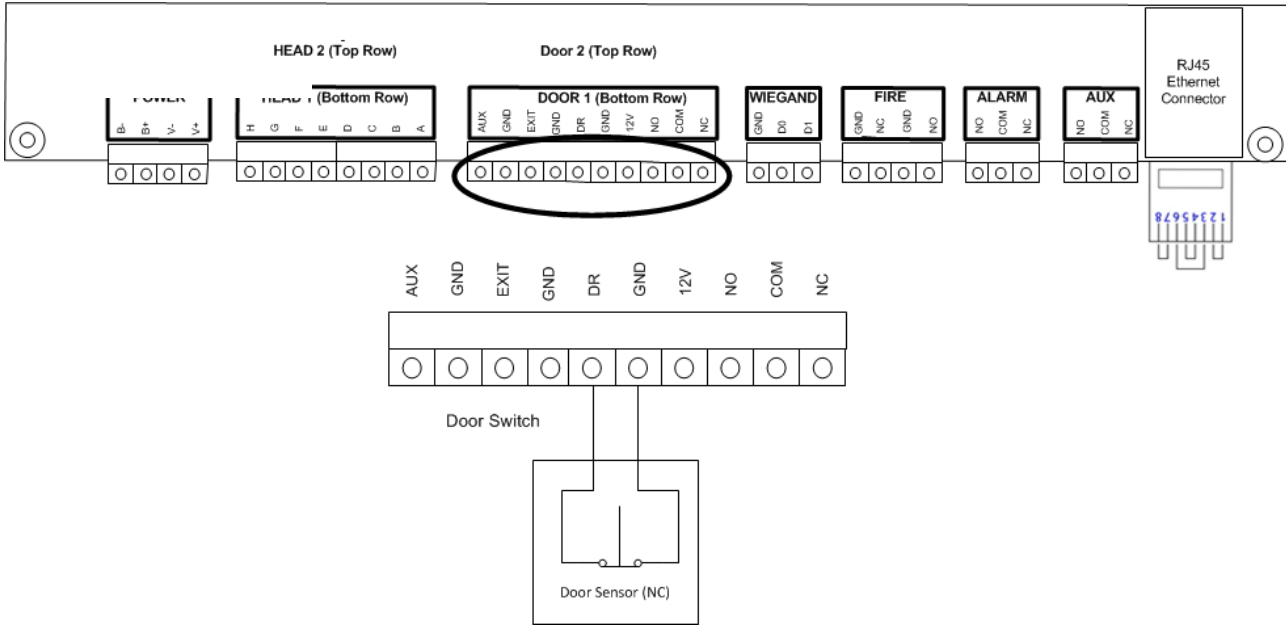 HEAD 2 (Top Row)
Door 2 (Top Row)
RJ45
Ethernet
Connector
POWER
HEAD 1 (Bottom Row)
DOOR 1 (Bottom Row)
WIEGAND
FIRE
ALARM
AUX
B-
B+
V-
V+
H
G
F
E
D
C
B
A
AUX
GND
EXIT
GND
DR
GND
12V
NO
COM
NC
GND
D0
D1
GND
NC
GND
NO
NO
COM
NC
NO
COM
NC
87654321
AUX
GND
EXIT
GND
DR
GND
12V
NO
COM
NC
Door Switch
Door Sensor (NC)